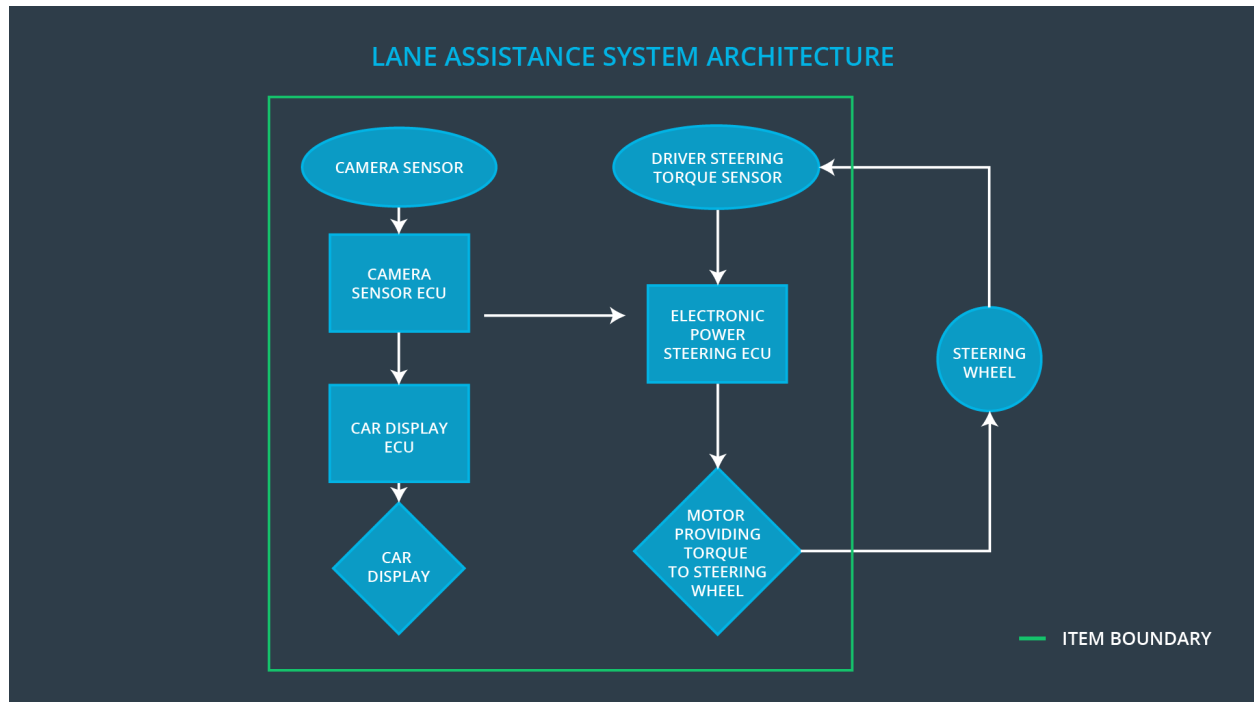 LANE ASSISTANCE SYSTEM ARCHITECTURE
CAMERA SENSOR
DRIVER STEERING
TORQUE SENSOR
CAMERA
SENSOR ECU
ELECTRONIC
POWER
STEERING ECU
STEERING
WHEEL
CAR DISPLAY
ECU
MOTOR
PROVIDING
TORQUE
TO STEERING
WHEEL
CAR
DISPLAY
ITEM BOUNDARY